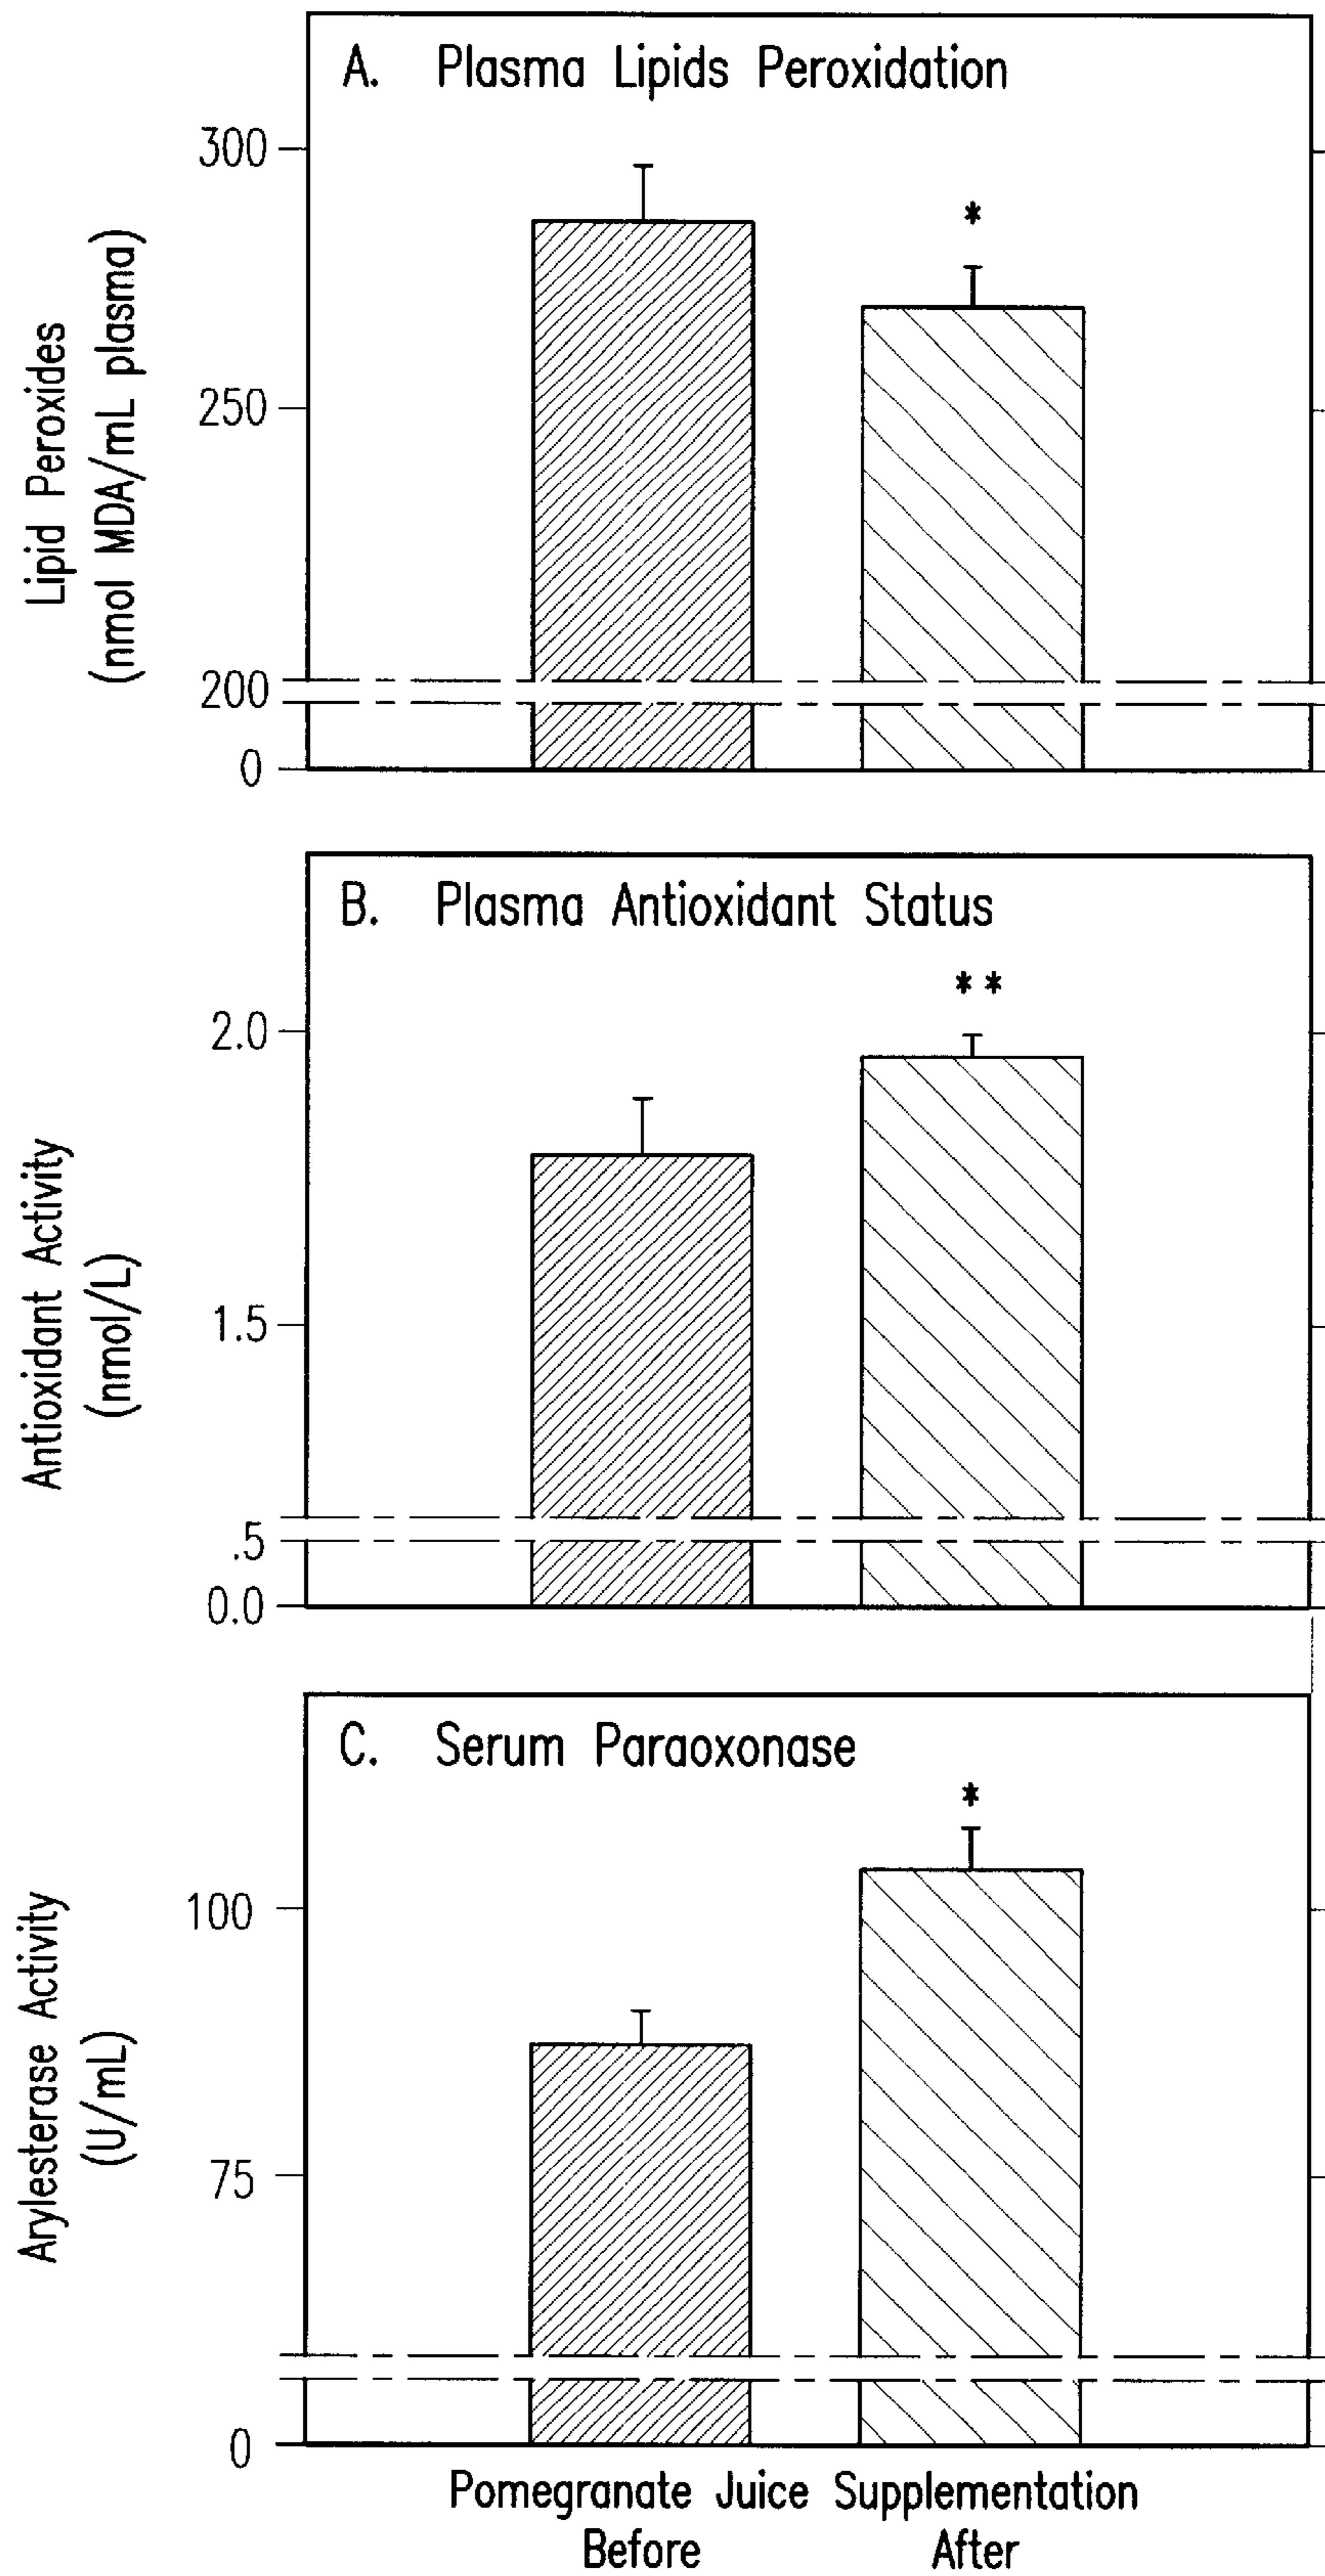 A. Plasma Lipids Peroxidation
300
*
250
200
0
Lipid Peroxides
(nmol MDA/mL plasma)
B. Plasma Antioxidant Status
**
2.0
1.5
.5
0.0
Antioxidant Activity
(nmol/L)
C. Serum Paraoxonase
*
100
75
0
Arylesterase Activity
(U/mL)
Pomegranate Juice Supplementation
Before After